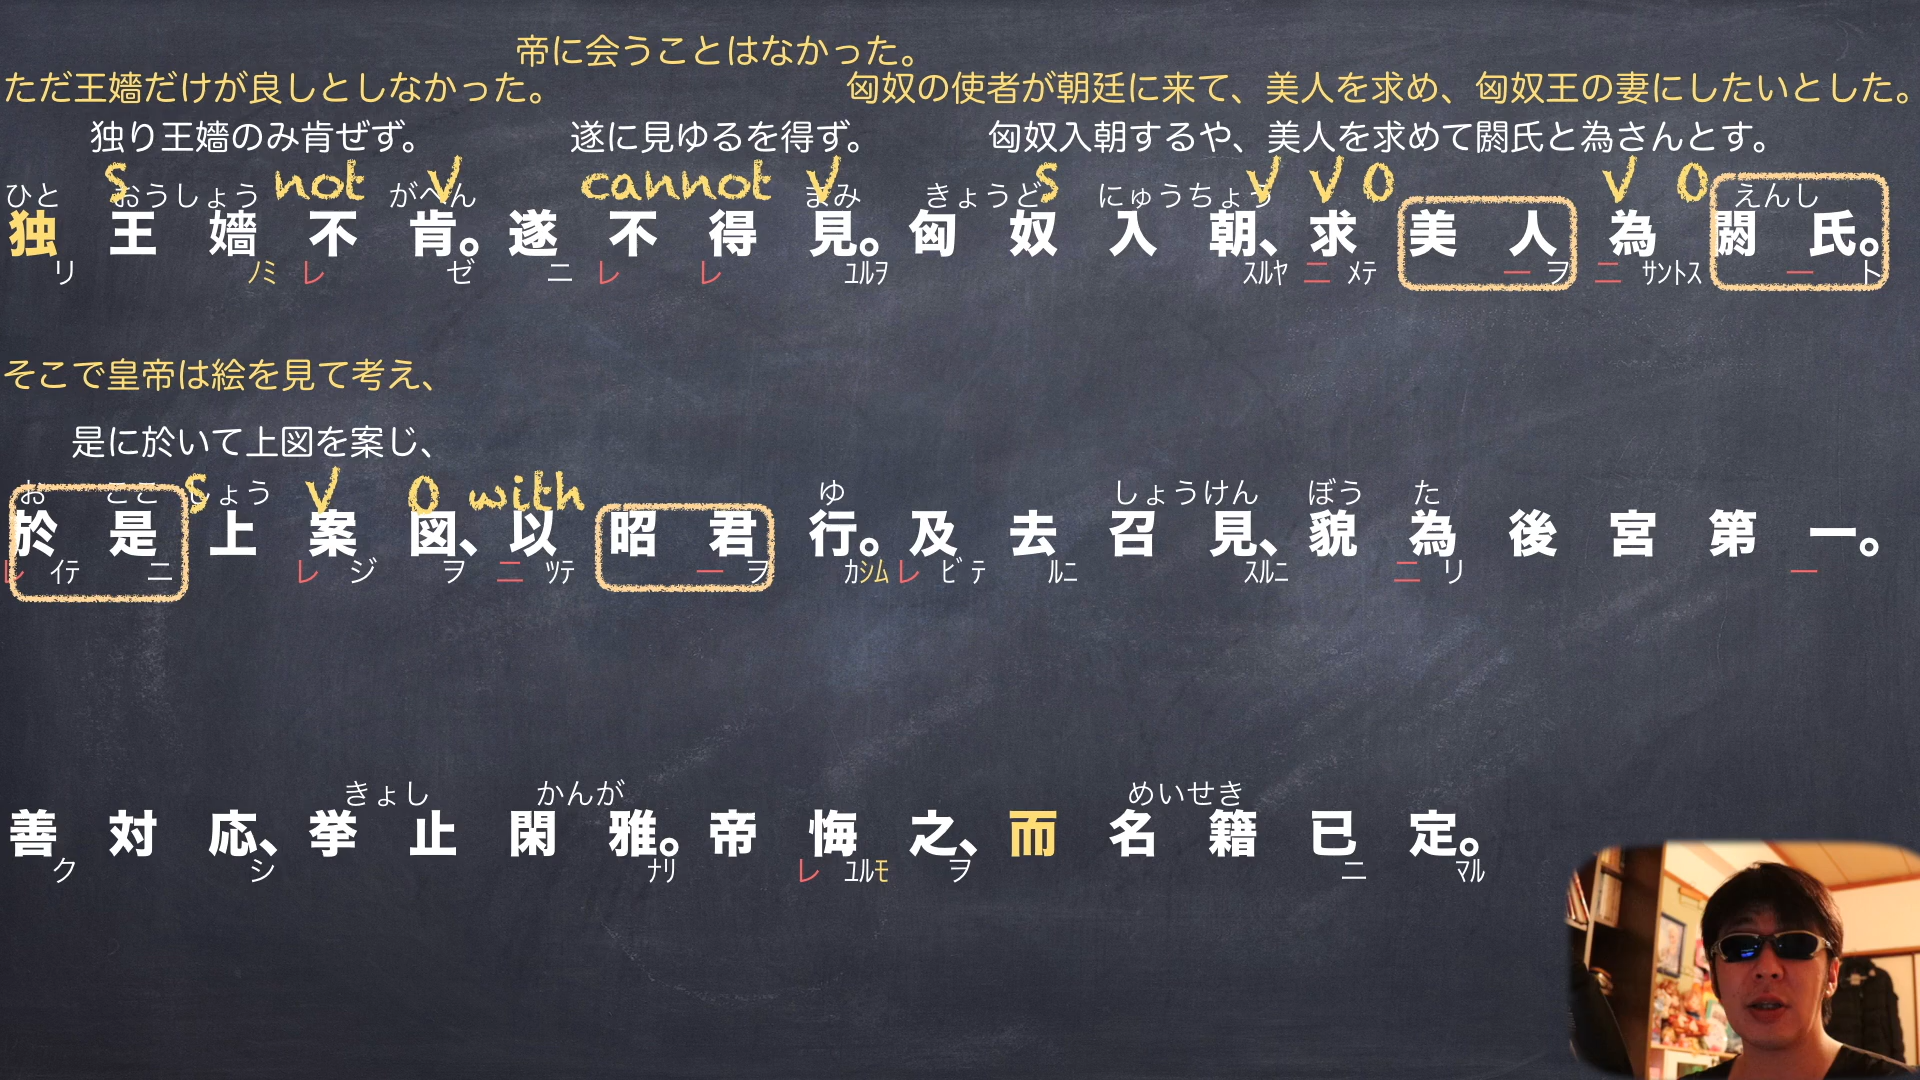 帝に会うことはなかった。
ただ王嬙だけが良しとしなかった。 匈奴の使者が朝廷に来て、美人を求め、匈奴王の妻にしたいとした。
独り王嬙のみ肯ぜず。 遂に見ゆるを得ず。 匈奴入朝するや、美人を求めて閼氏と為さんとす。
S not V cannot V S V V O V O
ひと おうしょう がへん まみ きょうど にゅうちょう えんし
独王嬙不肯。遂不得見。匈奴入朝、求美人為閼氏。
リ ノミ レ ゼ ニ レ レ ユルヲ スルヤ 二 メテ 一 ヲ 二 サントス 一 ト
そこで皇帝は絵を見て考え、
是に於いて上図を案じ、
S V O with
お ここ しょう ゆ しょうけん ぼう た
於是上案図、以昭君行。及去召見、貌為後宮第一。
レ イテ ニ レ ジ ヲ 二 ツテ 一 ヲ カシム レ ビテ ルニ スルニ 二 リ 一
きょし かんが めいせき
善対応、挙止閑雅。帝悔之、而名籍已定。
ク シ ナリ レ ユルモ ヲ ニ マル